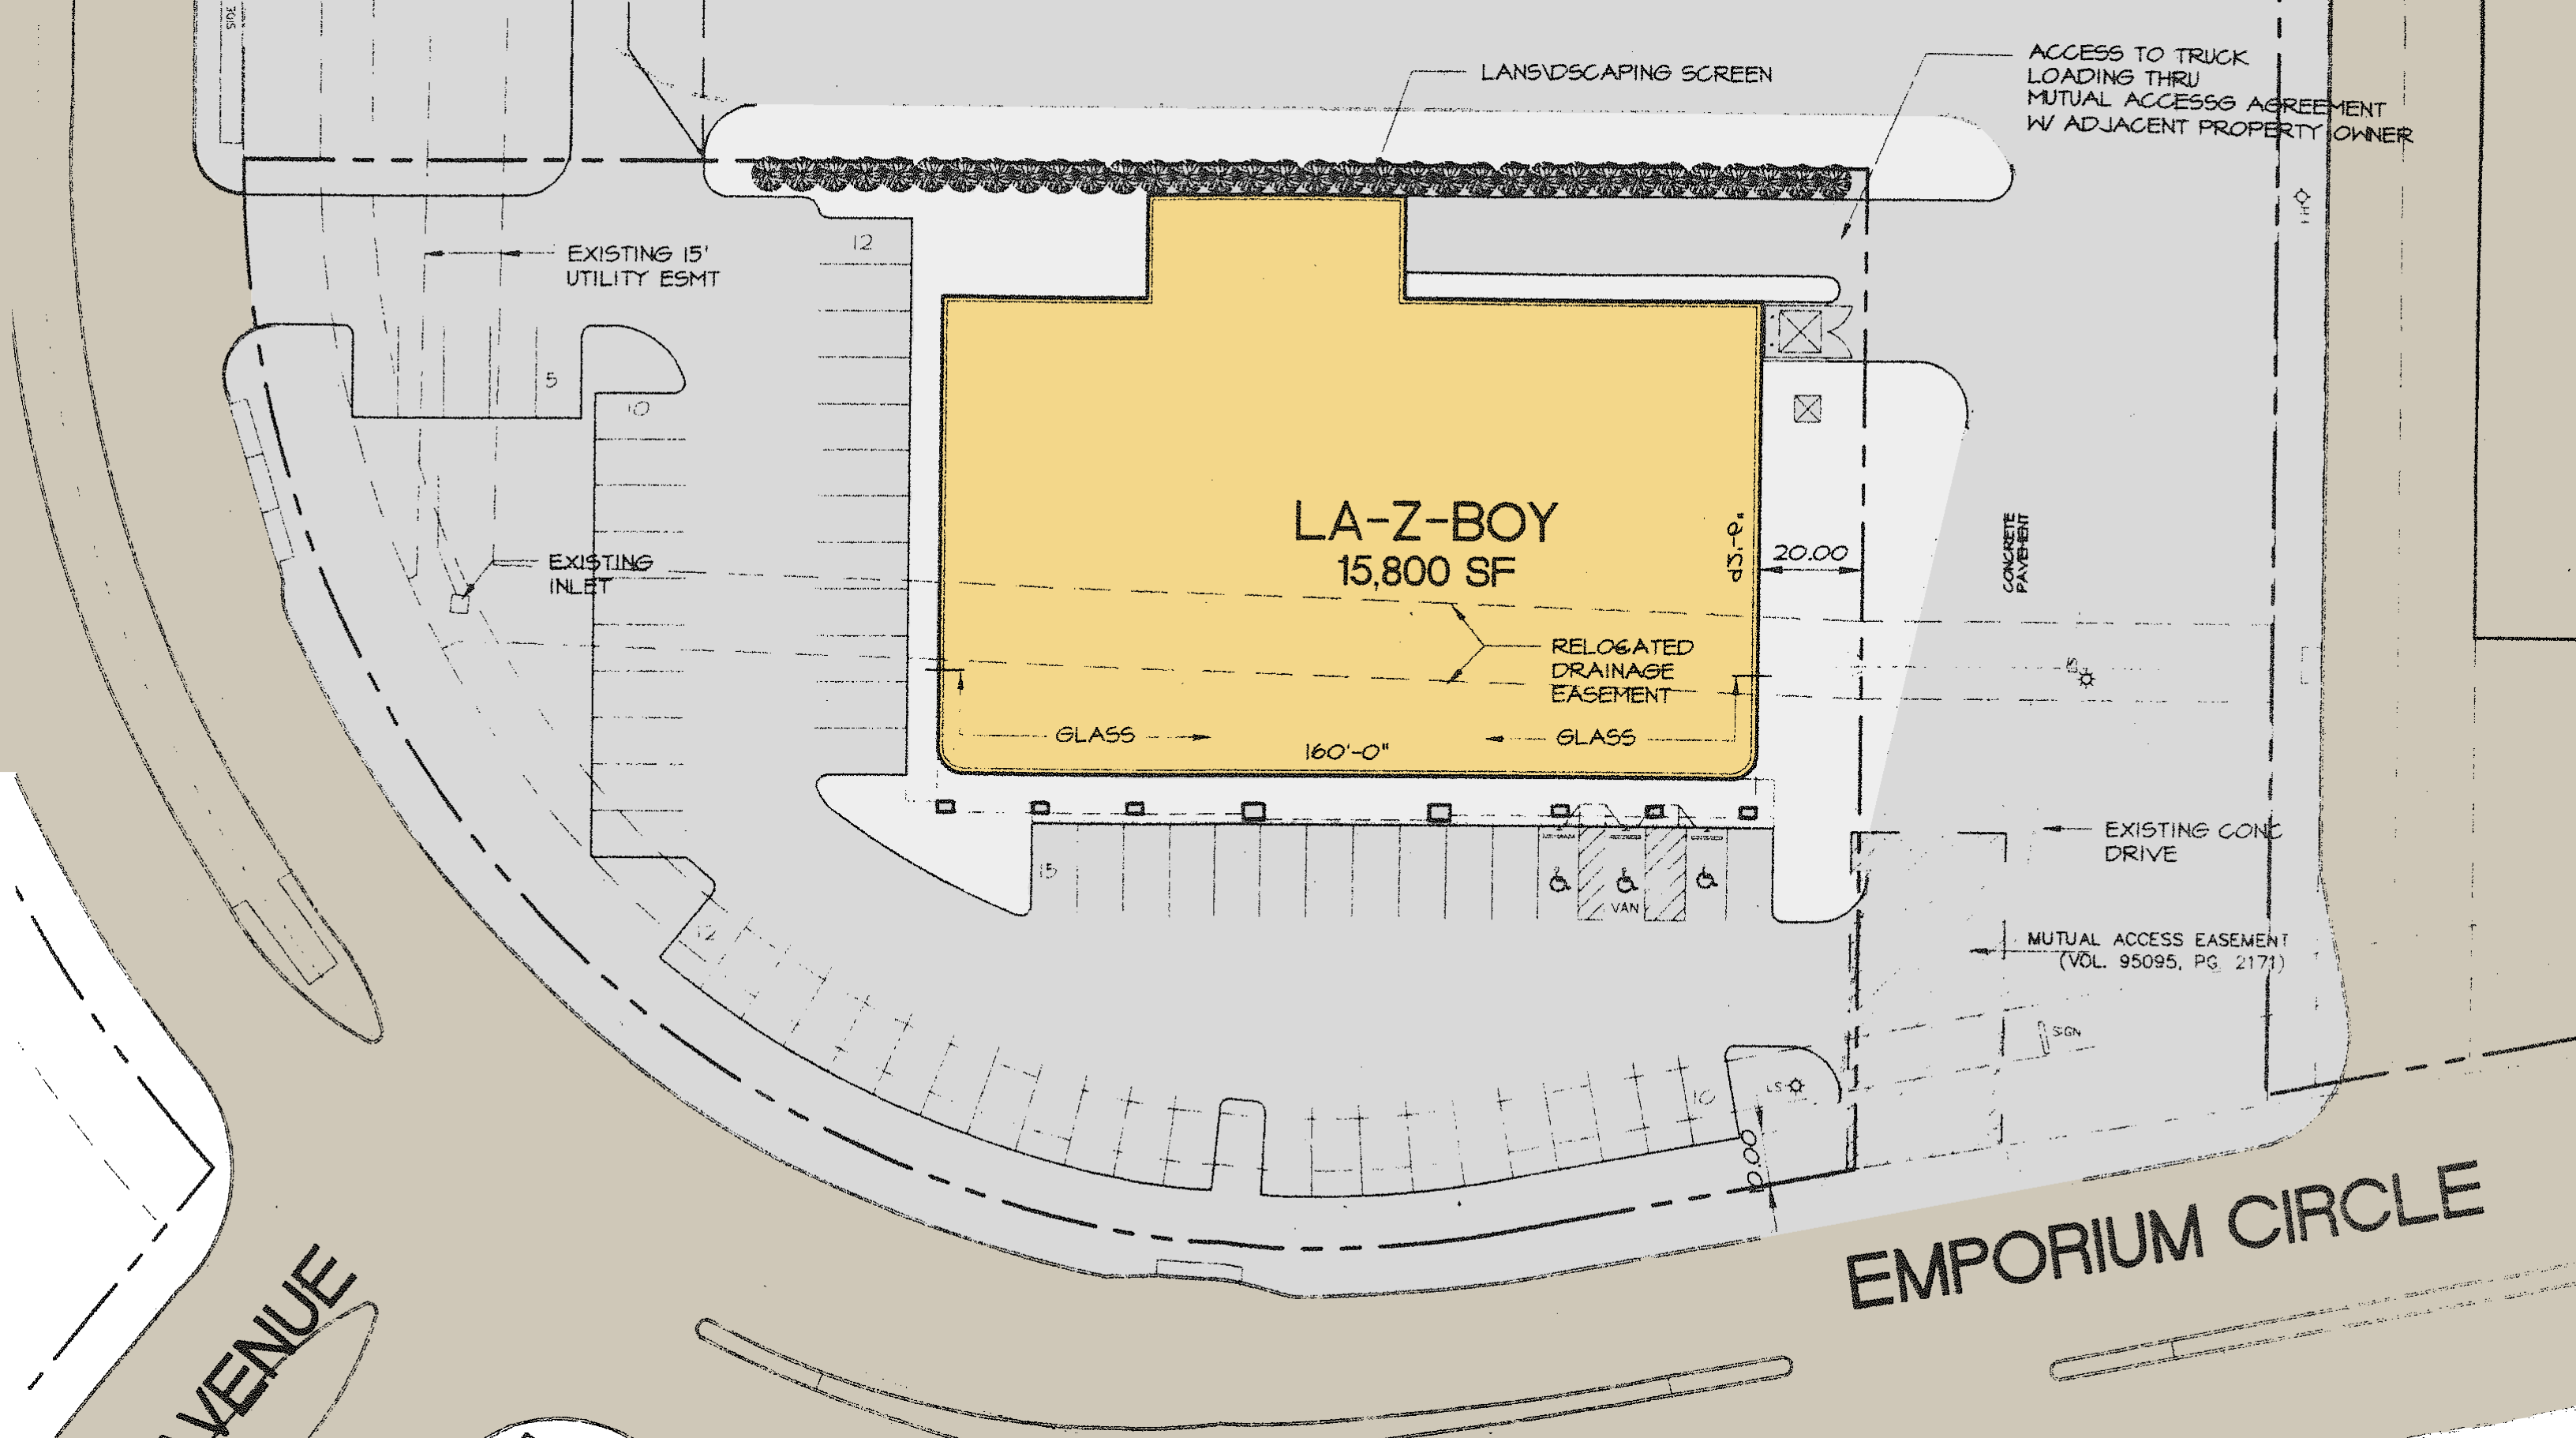 LANS\DSCAPING SCREEN
ACCESS TO TRUCK
LOADING THRU
MUTUAL ACCESSG AGREEMENT
W/ ADJACENT PROPERTY OWNER
12
EXISTING 15'
UTILITY ESMT
5
10
LA-Z-BOY
15,800 SF
20.00
CONCRETE
PAVEMENT
EXISTING
INLET
RELOCATED
DRAINAGE
EASEMENT
GLASS
GLASS
160'-0"
15
VAN
EXISTING CONC
DRIVE
12
MUTUAL ACCESS EASEMENT
(VOL. 95095, PG. 2171)
SIGN
LS
10
EMPORIUM CIRCLE
VENUE